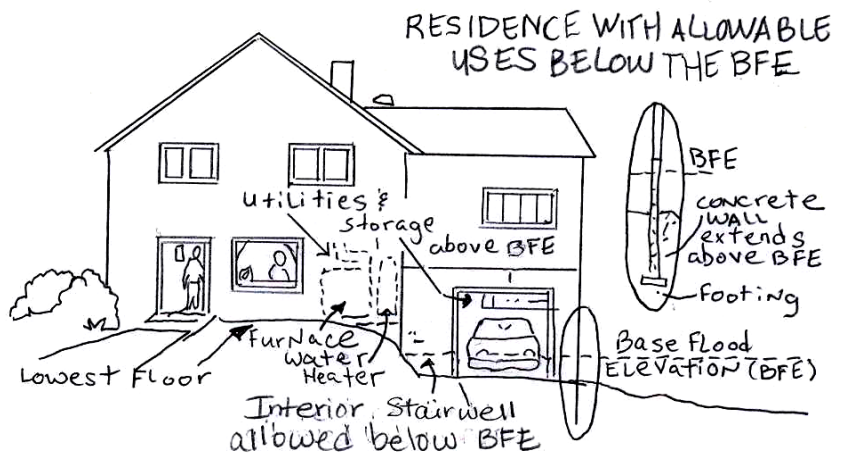 RESIDENCE WITH ALLOWABLE
USES BELOW THE BFE
BFE
CONCRETE
WALL
extends
above BFE
Footing
Utilities &
storage
above BFE
Furnace
Water
Heater
Lowest Floor
Base Flood
Elevation (BFE)
Interior Stairwell
allowed below BFE